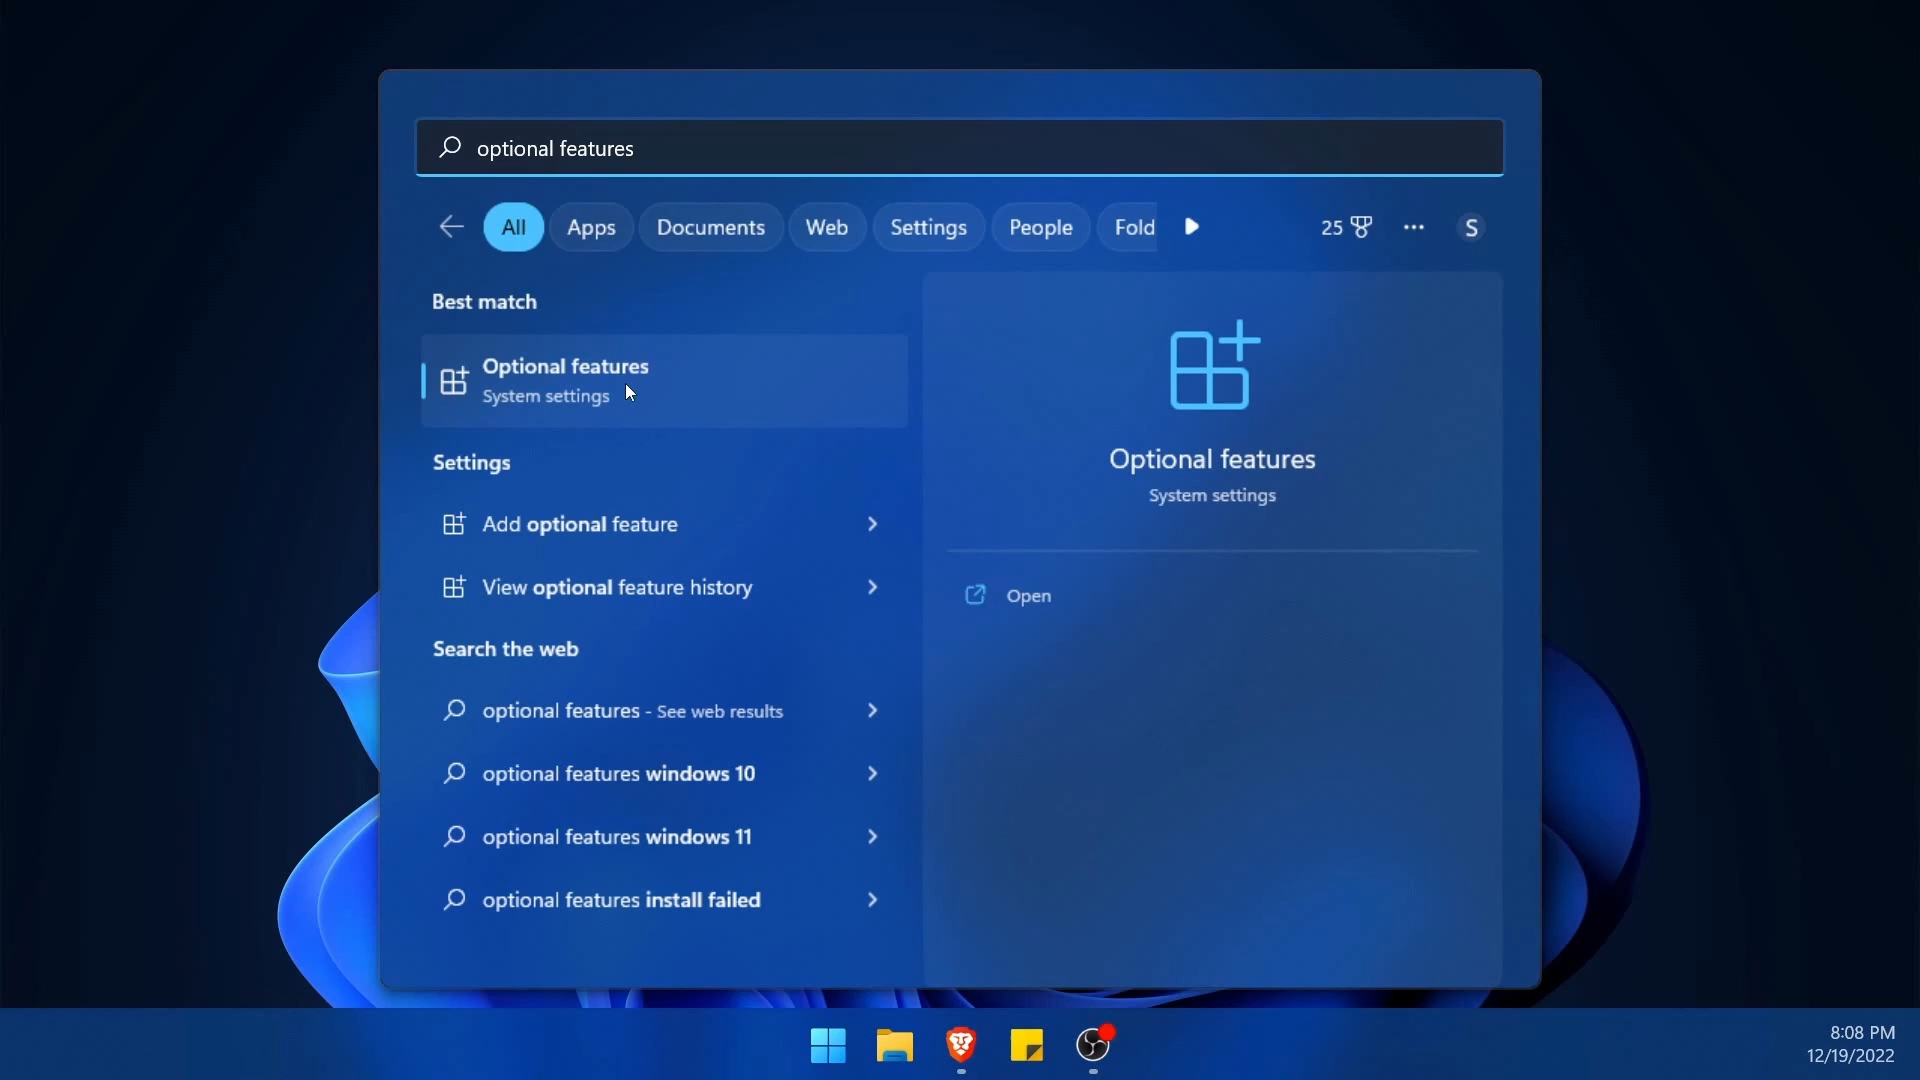 optional features
All
Apps
Documents
Web
Settings
People
Fold
25
S
Best match
Optional features
System settings
Settings
Add optional feature
View optional feature history
Search the web
optional features - See web results
optional features windows 10
optional features windows 11
optional features install failed
Optional features
System settings
Open
8:08 PM
12/19/2022